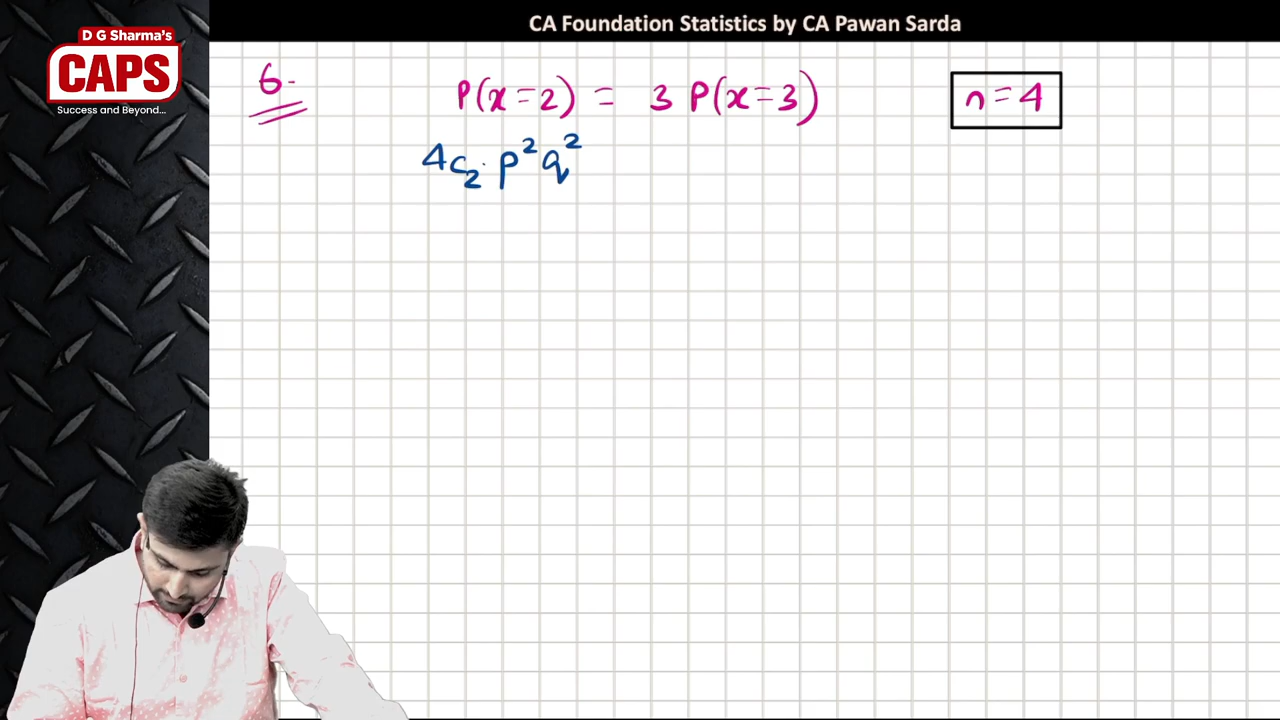 CA Foundation Statistics by CA Pawan Sarda
D G Sharma's
CAPS
Success and Beyond...
6.
P(x=2) = 3 P(x=3)
n=4
4c₂ p²q²